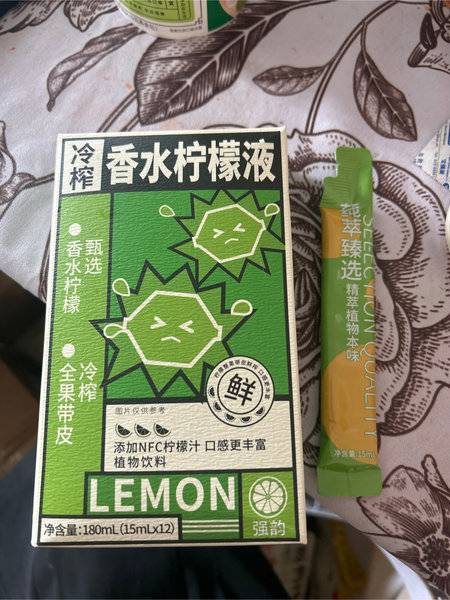 冷榨
香水柠檬液
甄选
香水柠檬
冷榨
全果带皮
鲜
图片仅供参考
添加NFC柠檬汁 口感更丰富
植物饮料
LEMON
强韵
净含量:180mL(15mLx12)
SELECTION QUALITY
萃臻选
精萃植物本味
净含量:15mL